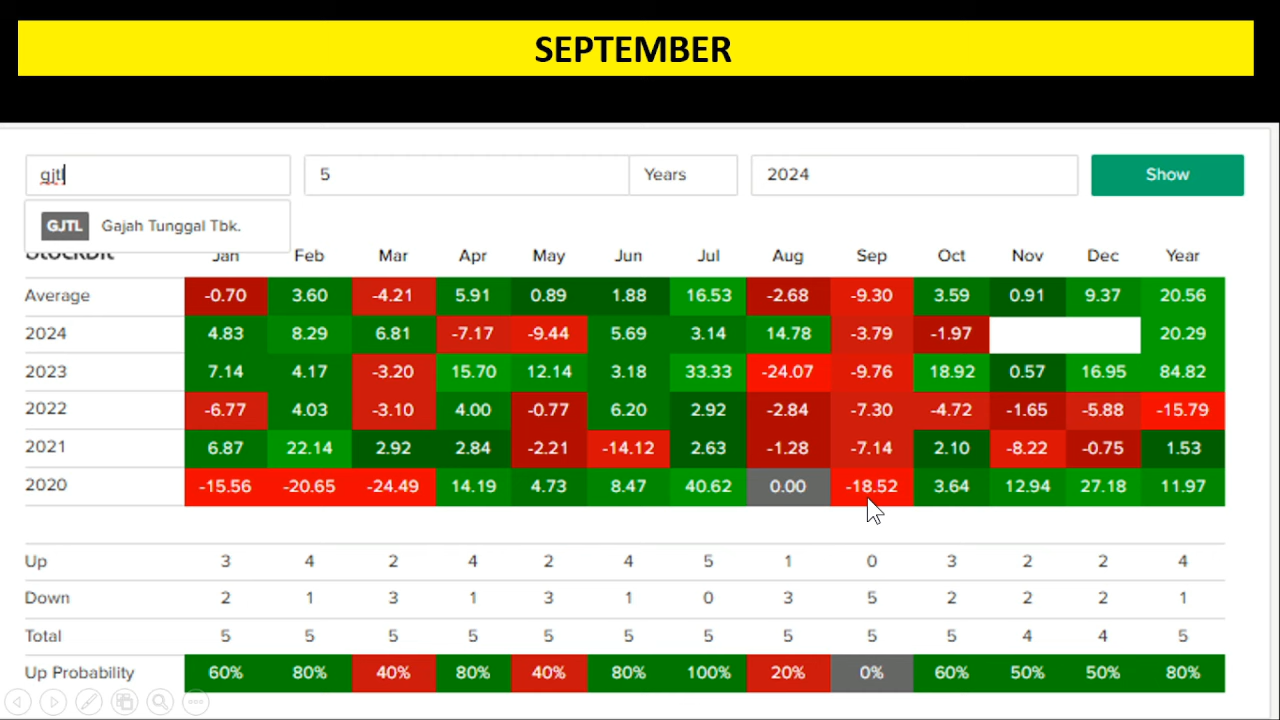 SEPTEMBER
gjtl 5 Years 2024 Show
GJTL Gajah Tunggal Tbk.
Stockbit Jan Feb Mar Apr May Jun Jul Aug Sep Oct Nov Dec Year
Average -0.70 3.60 -4.21 5.91 0.89 1.88 16.53 -2.68 -9.30 3.59 0.91 9.37 20.56
2024 4.83 8.29 6.81 -7.17 -9.44 5.69 3.14 14.78 -3.79 -1.97 20.29
2023 7.14 4.17 -3.20 15.70 12.14 3.18 33.33 -24.07 -9.76 18.92 0.57 16.95 84.82
2022 -6.77 4.03 -3.10 4.00 -0.77 6.20 2.92 -2.84 -7.30 -4.72 -1.65 -5.88 -15.79
2021 6.87 22.14 2.92 2.84 -2.21 -14.12 2.63 -1.28 -7.14 2.10 -8.22 -0.75 1.53
2020 -15.56 -20.65 -24.49 14.19 4.73 8.47 40.62 0.00 -18.52 3.64 12.94 27.18 11.97
Up 3 4 2 4 2 4 5 1 0 3 2 2 4
Down 2 1 3 1 3 1 0 3 5 2 2 2 1
Total 5 5 5 5 5 5 5 5 5 5 4 4 5
Up Probability 60% 80% 40% 80% 40% 80% 100% 20% 0% 60% 50% 50% 80%